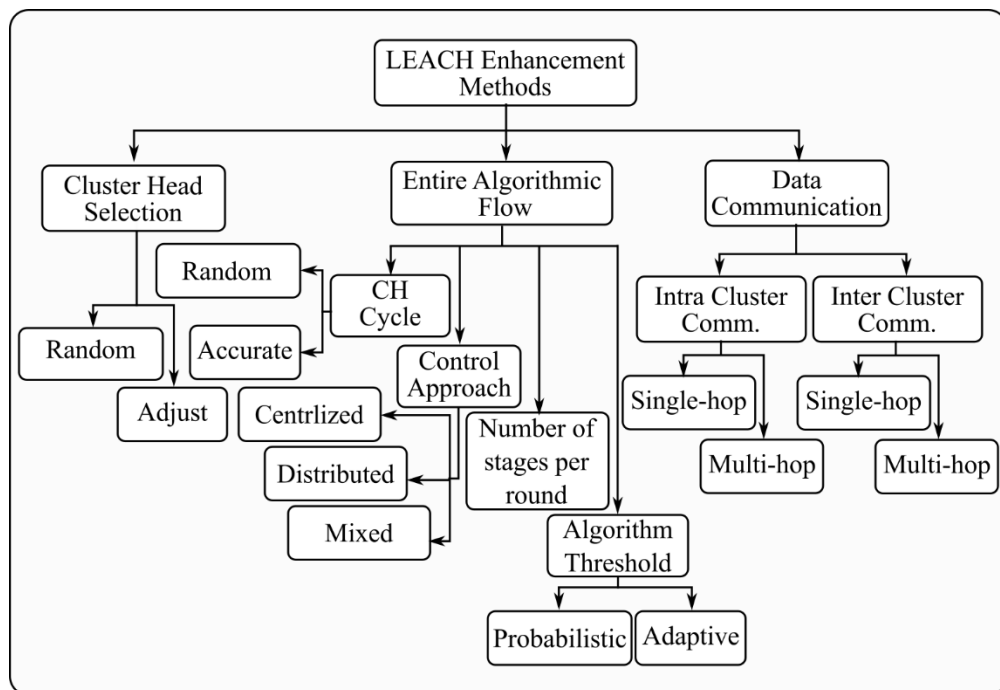 LEACH Enhancement
Methods
Cluster Head
Selection
Entire Algorithmic
Flow
Data
Communication
Random
CH
Cycle
Intra Cluster
Comm.
Inter Cluster
Comm.
Random
Accurate
Control
Approach
Adjust
Centrlized
Single-hop
Single-hop
Number of
stages per
round
Distributed
Multi-hop
Multi-hop
Mixed
Algorithm
Threshold
Probabilistic
Adaptive